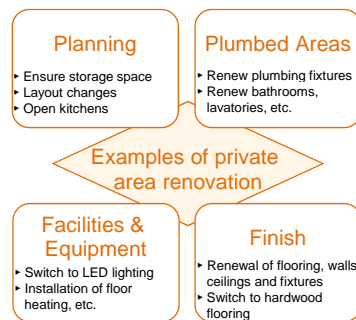 Planning
▸ Ensure storage space
▸ Layout changes
▸ Open kitchens
Plumbed Areas
▸ Renew plumbing fixtures
▸ Renew bathrooms,
lavatories, etc.
Examples of private
area renovation
Facilities &
Equipment
▸ Switch to LED lighting
▸ Installation of floor
heating, etc.
Finish
▸ Renewal of flooring, walls
ceilings and fixtures
▸ Switch to hardwood
flooring